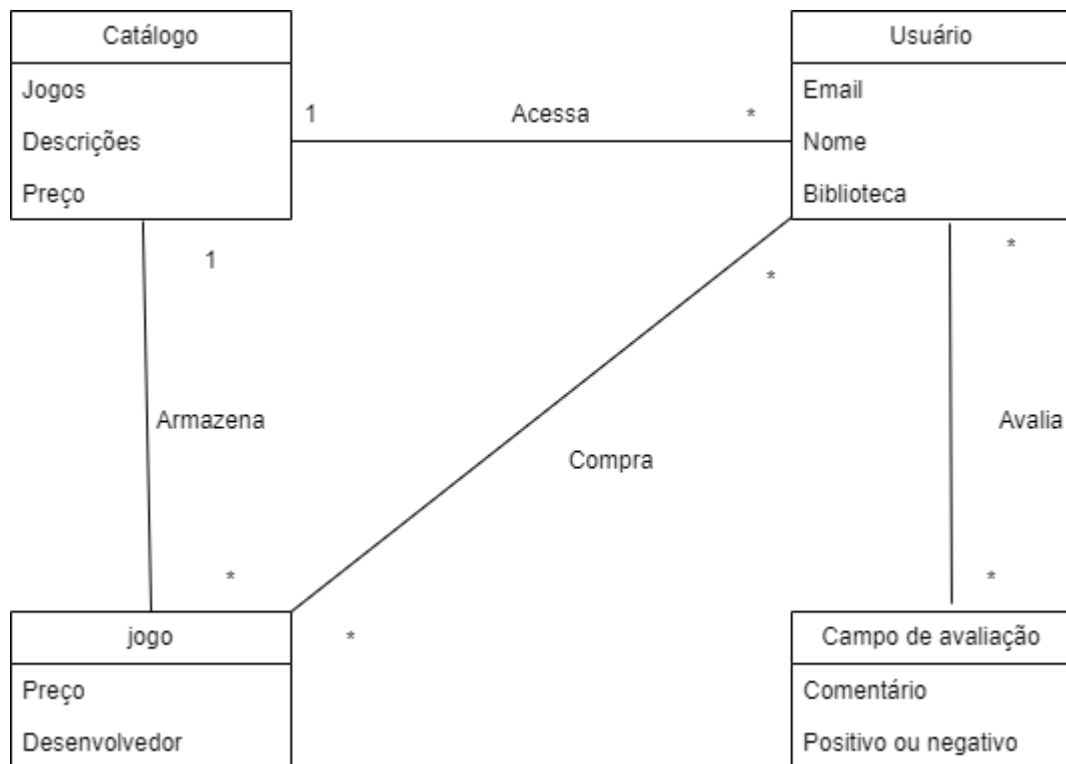 Catálogo
Jogos
Descrições
Preço
1
Acessa
*
Usuário
Email
Nome
Biblioteca
1
*
*
Armazena
Compra
Avalia
*
*
*
jogo
Preço
Desenvolvedor
Campo de avaliação
Comentário
Positivo ou negativo